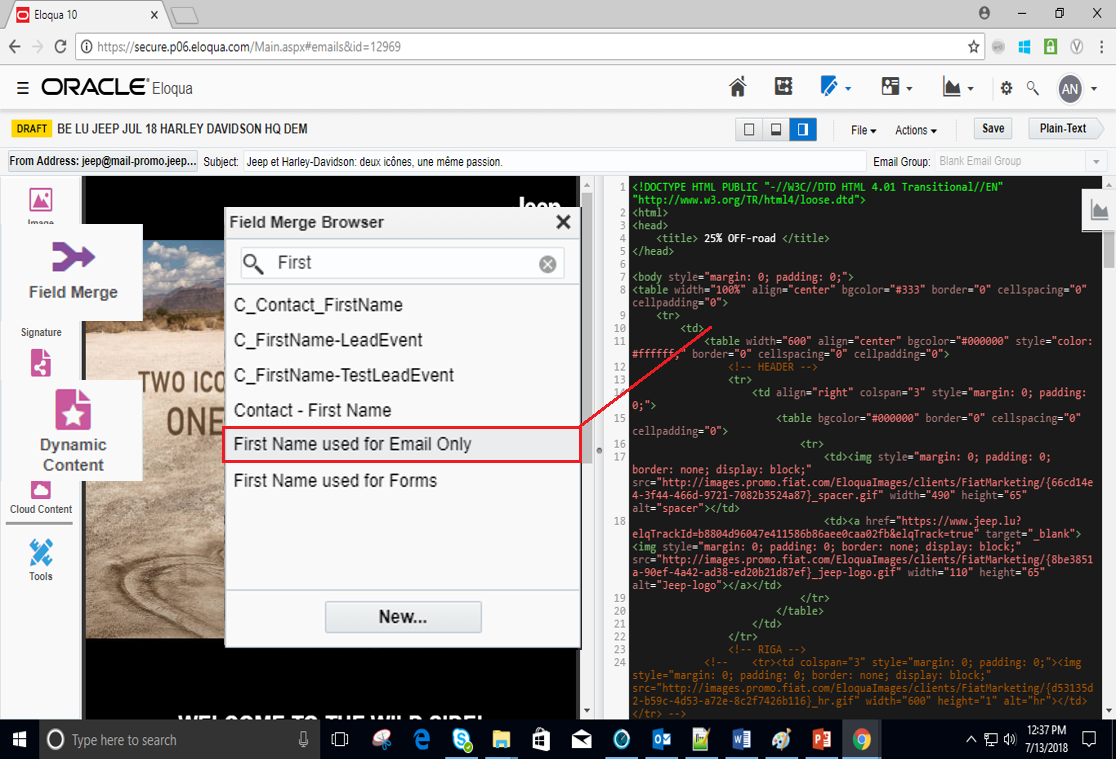 Eloqua 10
https://secure.p06.eloqua.com/Main.aspx#emails&id=12969
ORACLE® Eloqua
AN
DRAFT BE LU JEEP JUL 18 HARLEY DAVIDSON HQ DEM
File
Actions
Save
Plain-Text
From Address: jeep@mail-promo.jeep...
Subject: Jeep et Harley-Davidson: deux icônes, une même passion.
Email Group: Blank Email Group
Image
Field Merge
Signature
Dynamic
Content
Cloud Content
Tools
Jeep
TWO ICO
ONE
WELCOME TO THE WILD SIDE!
Field Merge Browser
First
C_Contact_FirstName
C_FirstName-LeadEvent
C_FirstName-TestLeadEvent
Contact - First Name
First Name used for Email Only
First Name used for Forms
New...
1 <!DOCTYPE HTML PUBLIC "-//W3C//DTD HTML 4.01 Transitional//EN"
"http://www.w3.org/TR/html4/loose.dtd">
2 <html>
3 <head>
4 <title> 25% OFF-road </title>
5 </head>
6
7 <body style="margin: 0; padding: 0;">
8 <table width="100%" align="center" bgcolor="#333" border="0" cellspacing="0"
cellpadding="0">
9 <tr>
10 <td>
11 <table width="600" align="center" bgcolor="#000000" style="color:
#ffffff;" border="0" cellspacing="0" cellpadding="0">
12 <!-- HEADER -->
13 <tr>
14 <td align="right" colspan="3" style="margin: 0; padding:
0;">
15 <table bgcolor="#000000" border="0" cellspacing="0"
cellpadding="0">
16 <tr>
17 <td><img style="margin: 0; padding: 0;
border: none; display: block;"
src="http://images.promo.fiat.com/EloquaImages/clients/FiatMarketing/{66cd14e
4-3f44-466d-9721-7082b3524a87}_spacer.gif" width="490" height="65"
alt="spacer"></td>
18 <td><a href="https://www.jeep.lu?
elqTrackId=b8804d96047e411586b86aee0caa02fb&elqTrack=true" target="_blank">
<img style="margin: 0; padding: 0; border: none; display: block;"
src="http://images.promo.fiat.com/EloquaImages/clients/FiatMarketing/{8be3851
a-90ef-4a42-ad38-ed20b21d87ef}_jeep-logo.gif" width="110" height="65"
alt="Jeep-logo"></a></td>
19 </tr>
20 </table>
21 </td>
22 </tr>
23 <!-- RIGA -->
24 <!-- <tr><td colspan="3" style="margin: 0; padding: 0;"><img
style="margin: 0; padding: 0; border: none; display: block;"
src="http://images.promo.fiat.com/EloquaImages/clients/FiatMarketing/{d53135d
2-b59c-4d53-a72e-8c2f7426b116}_hr.gif" width="600" height="1" alt="hr"></td>
</tr> -->
Type here to search
12:37 PM
7/13/2018